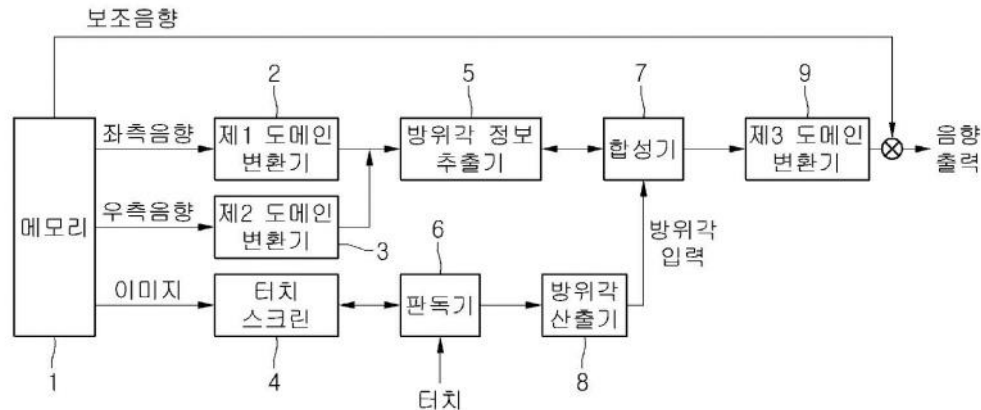 보조음향
2
5
7
9
좌측음향
제1 도메인
변환기
방위각 정보
추출기
합성기
제3 도메인
변환기
음향
출력
메모리
우측음향
제2 도메인
변환기
3
6
방위각
입력
이미지
터치
스크린
판독기
방위각
산출기
1
4
터치
8